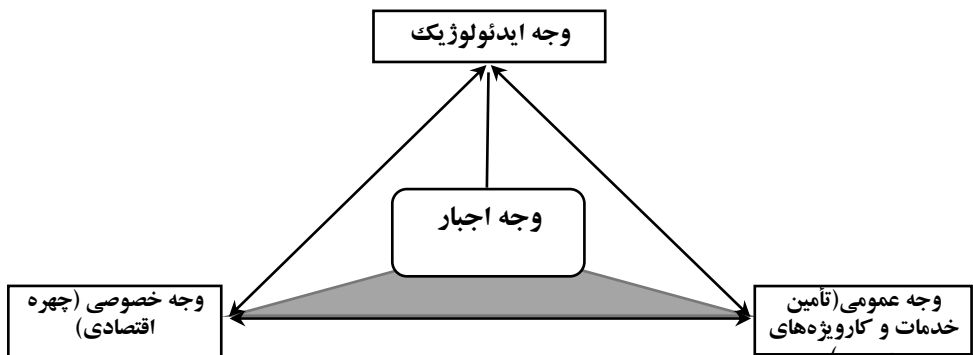 وجه ایدئولوژیک
وجه اجبار
وجه عمومی(تأمین
خدمات و کارویژه‌های
وجه خصوصی (چهره
اقتصادی)